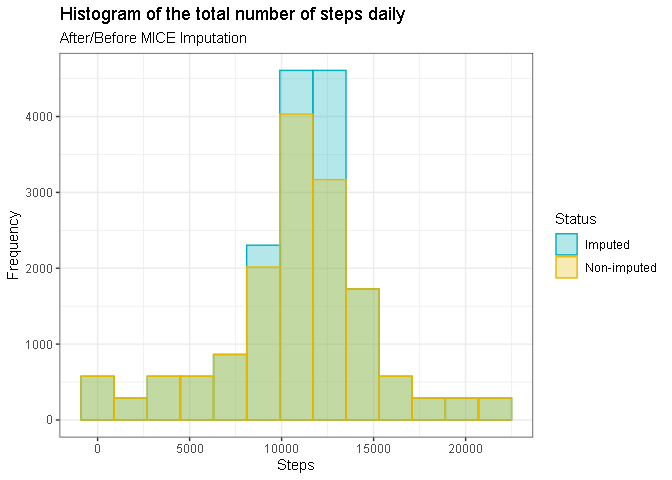 Histogram of the total number of steps daily
After/Before MICE Imputation
Frequency
4000
3000
2000
1000
0
0
5000
10000
15000
20000
Steps
Status
Imputed
Non-imputed